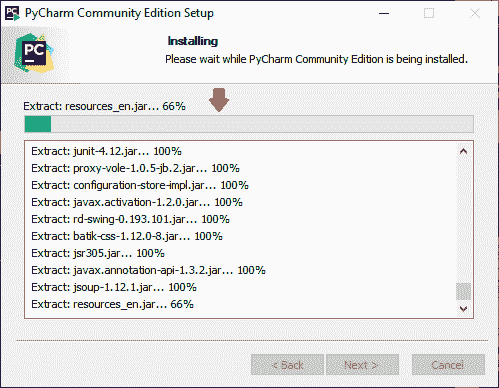 PC PyCharm Community Edition Setup
PC
Installing
Please wait while PyCharm Community Edition is being installed.
Extract: resources_en.jar... 66%
Extract: junit-4.12.jar... 100%
Extract: proxy-vole-1.0.5-jb.2.jar... 100%
Extract: configuration-store-impl.jar... 100%
Extract: javax.activation-1.2.0.jar... 100%
Extract: rd-swing-0.193.101.jar... 100%
Extract: batik-css-1.12.0-8.jar... 100%
Extract: jsr305.jar... 100%
Extract: javax.annotation-api-1.3.2.jar... 100%
Extract: jsoup-1.12.1.jar... 100%
Extract: resources_en.jar... 66%
< Back Next > Cancel